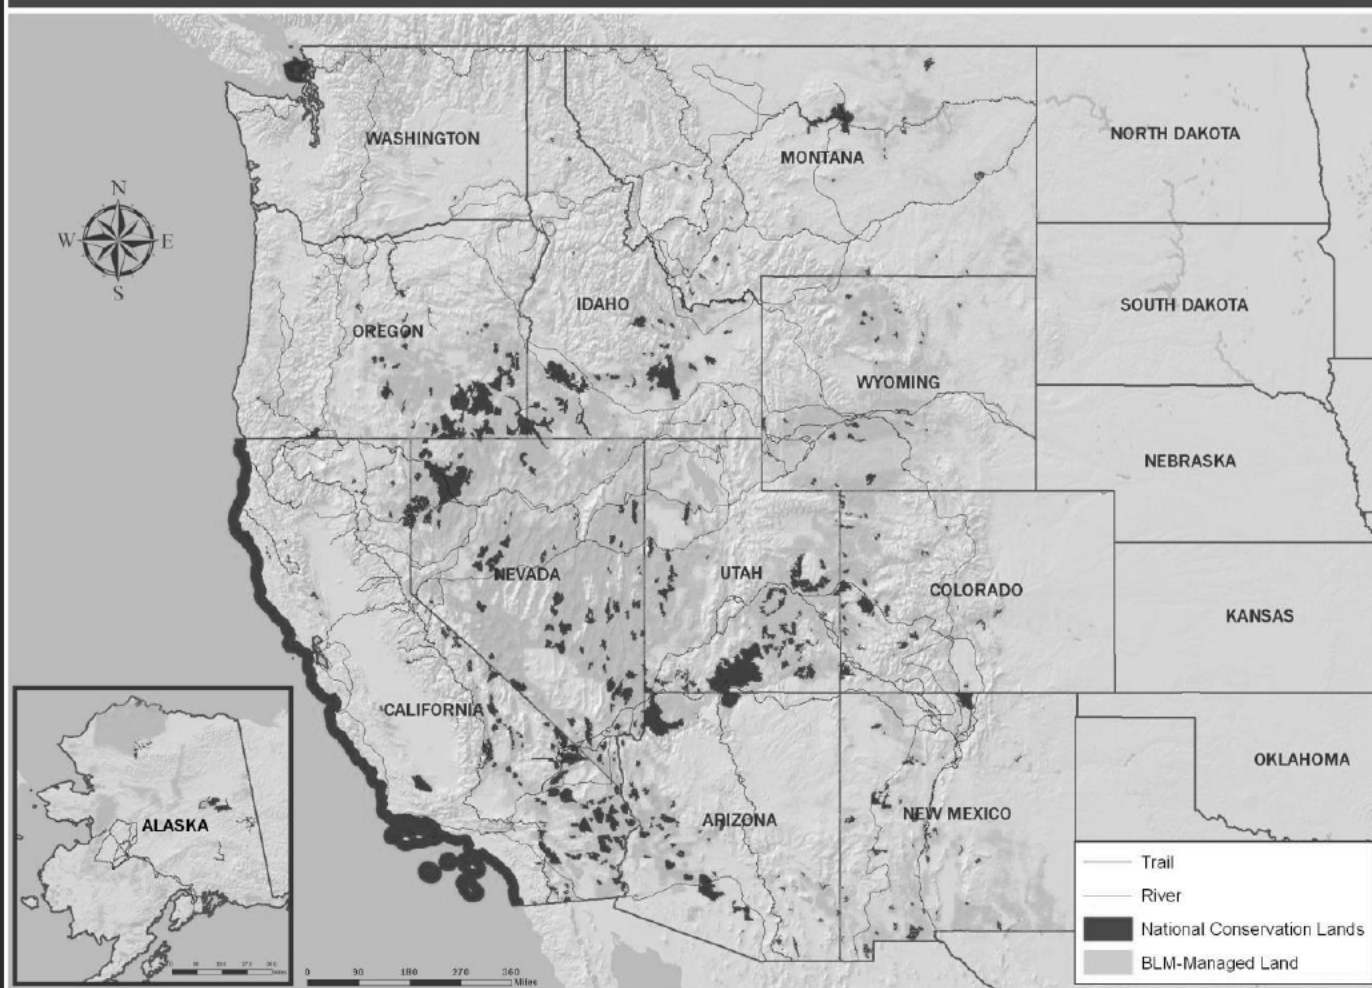 WASHINGTON
NORTH DAKOTA
MONTANA
N
W
E
S
IDAHO
SOUTH DAKOTA
OREGON
WYOMING
NEBRASKA
NEVADA
UTAH
COLORADO
KANSAS
CALIFORNIA
OKLAHOMA
ARIZONA
NEW MEXICO
ALASKA
Trail
River
National Conservation Lands
BLM-Managed Land
0 90 180 270 360
Miles